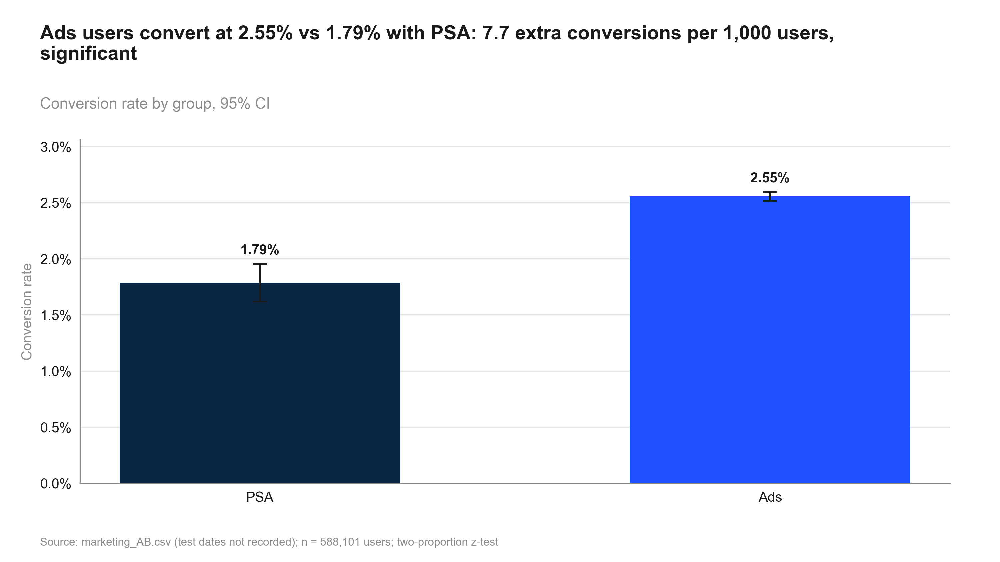 Ads users convert at 2.55% vs 1.79% with PSA: 7.7 extra conversions per 1,000 users,
significant
Conversion rate by group, 95% CI
Conversion rate
3.0%
2.5%
2.0%
1.5%
1.0%
0.5%
0.0%
1.79%
2.55%
PSA
Ads
Source: marketing_AB.csv (test dates not recorded); n = 588,101 users; two-proportion z-test